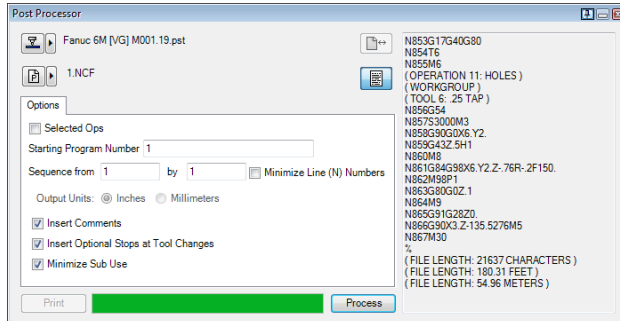 Post Processor
Fanuc 6M [VG] M001.19.pst
1.NCF
Options
Selected Ops
Starting Program Number 1
Sequence from 1 by 1 Minimize Line (N) Numbers
Output Units: Inches Millimeters
Insert Comments
Insert Optional Stops at Tool Changes
Minimize Sub Use
Print Process
N853G17G40G80
N854T6
N855M6
( OPERATION 11: HOLES )
( WORKGROUP )
( TOOL 6: .25 TAP )
N856G54
N857S3000M3
N858G90G0X6.Y2.
N859G43Z.5H1
N860M8
N861G84G98X6.Y2.Z-.76R-.2F150.
N862M98P1
N863G80G0Z.1
N864M9
N865G91G28Z0.
N866G90X3.Z-135.5276M5
N867M30
%
( FILE LENGTH: 21637 CHARACTERS )
( FILE LENGTH: 180.31 FEET )
( FILE LENGTH: 54.96 METERS )